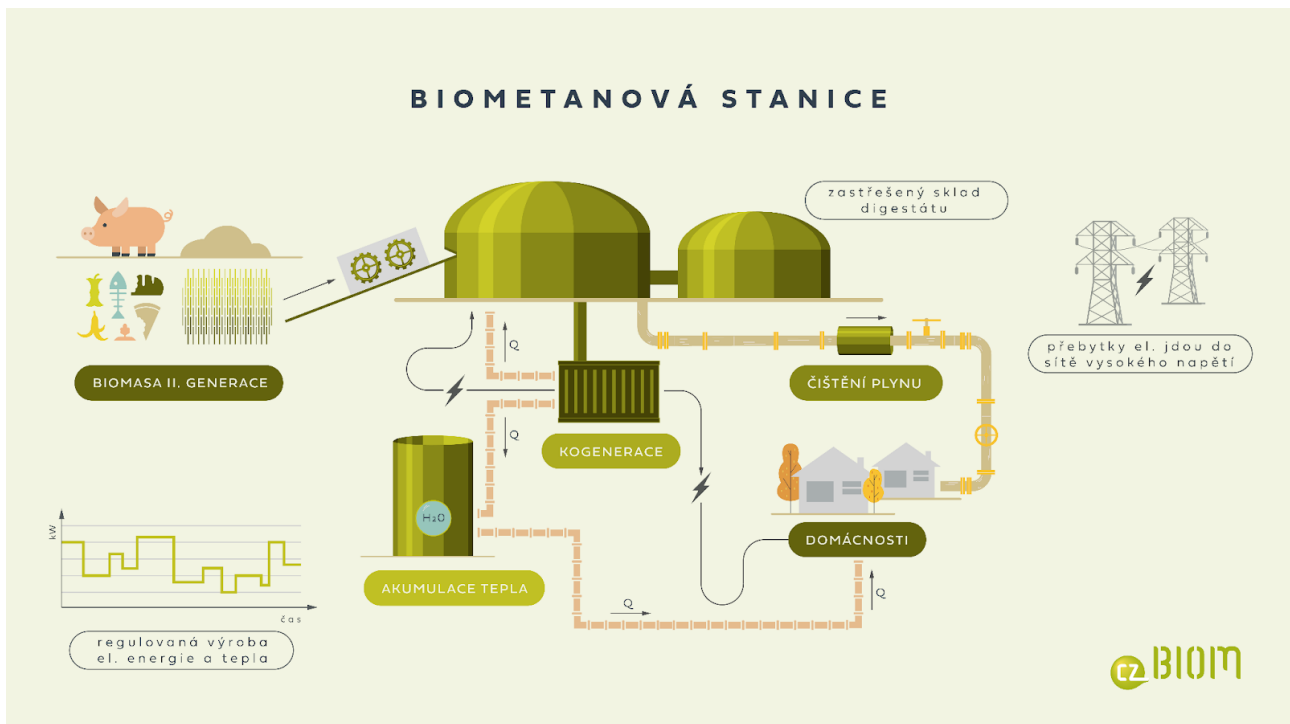 BIOMETANOVÁ STANICE
zastřešený sklad
digestátu
přebytky el. jdou do
sítě vysokého napětí
BIOMASA II. GENERACE
Q
ČIŠTĚNÍ PLYNU
KOGENERACE
Q
H₂O
DOMÁCNOSTI
AKUMULACE TEPLA
Q
Q
kW
čas
regulovaná výroba
el. energie a tepla
CZ BIOM